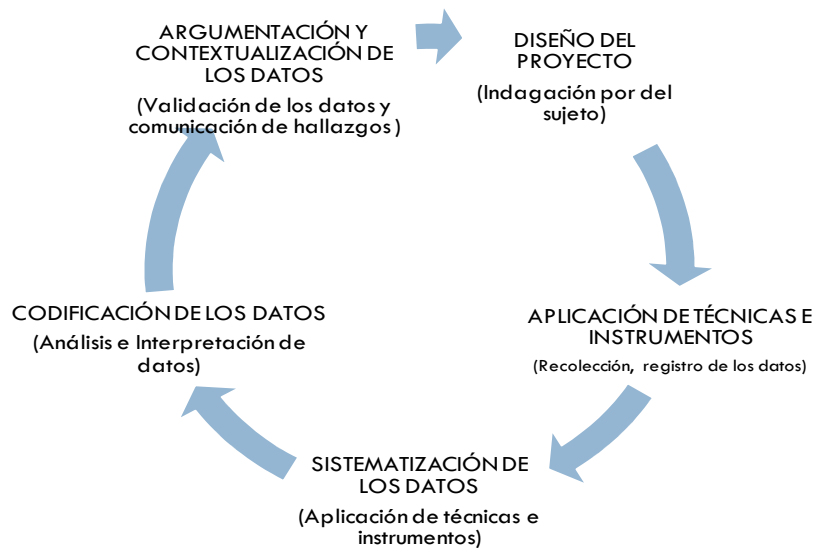 ARGUMENTACIÓN Y
CONTEXTUALIZACIÓN DE
LOS DATOS
(Validación de los datos y
comunicación de hallazgos )
DISEÑO DEL
PROYECTO
(Indagación por del
sujeto)
APLICACIÓN DE TÉCNICAS E
INSTRUMENTOS
(Recolección, registro de los datos)
SISTEMATIZACIÓN DE
LOS DATOS
(Aplicación de técnicas e
instrumentos)
CODIFICACIÓN DE LOS DATOS
(Análisis e Interpretación de
datos)